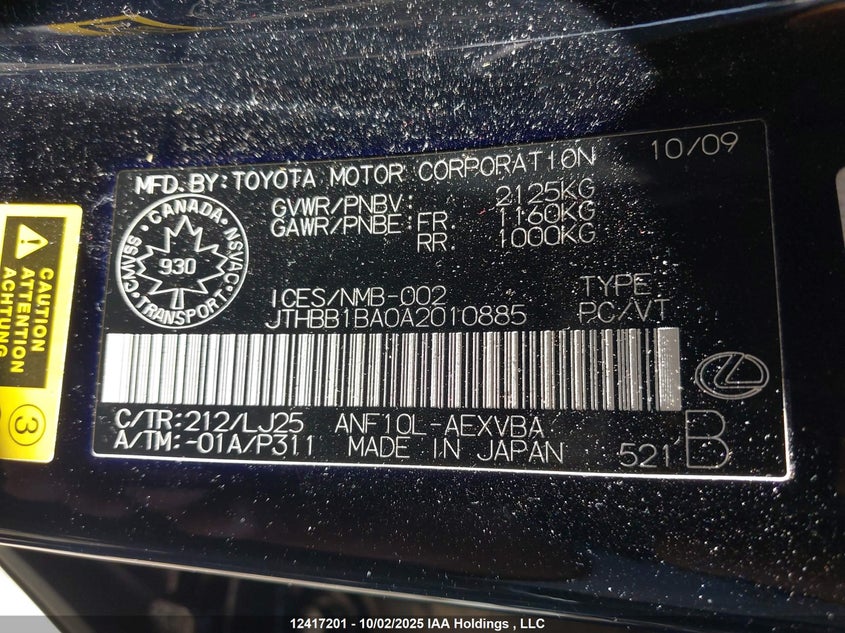 MFD.BY:TOYOTA MOTOR CORPORATION 10/09
GVWR/PNBV: 2125KG
GAWR/PNBE: FR. 1160KG
RR. 1000KG
CANADA
CMVSS NSVAC
930
TRANSPORT
ICES/NMB-002 TYPE
JTHBB1BA0A2010885 PC/VT
C/TR:212/LJ25 ANF10L-AEXVBA
A/TM:-01A/P311 MADE IN JAPAN 521 B
CAUTION
ATTENTION
ACHTUNG
3
12417201 - 10/02/2025 IAA Holdings , LLC